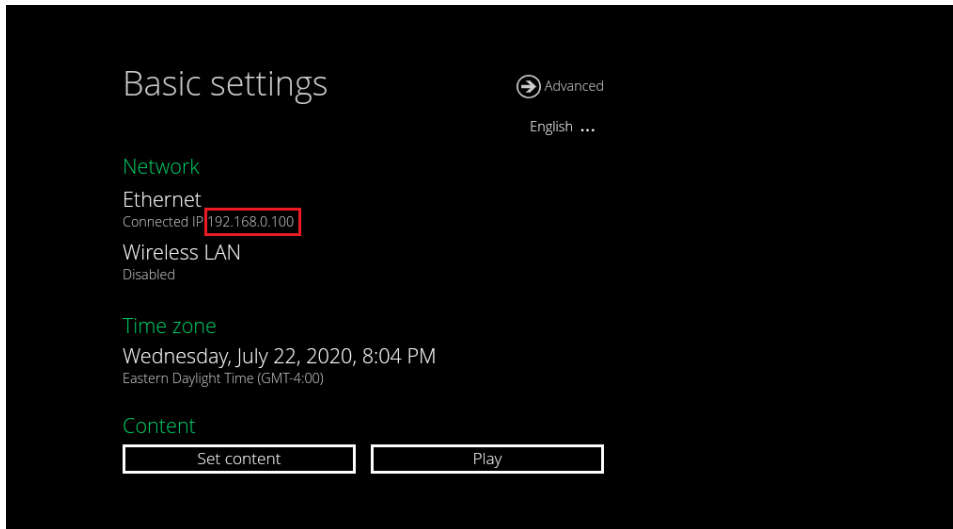 Basic settings
Advanced
English ...
Network
Ethernet
Connected IP 192.168.0.100
Wireless LAN
Disabled
Time zone
Wednesday, July 22, 2020, 8:04 PM
Eastern Daylight Time (GMT-4:00)
Content
Set content
Play